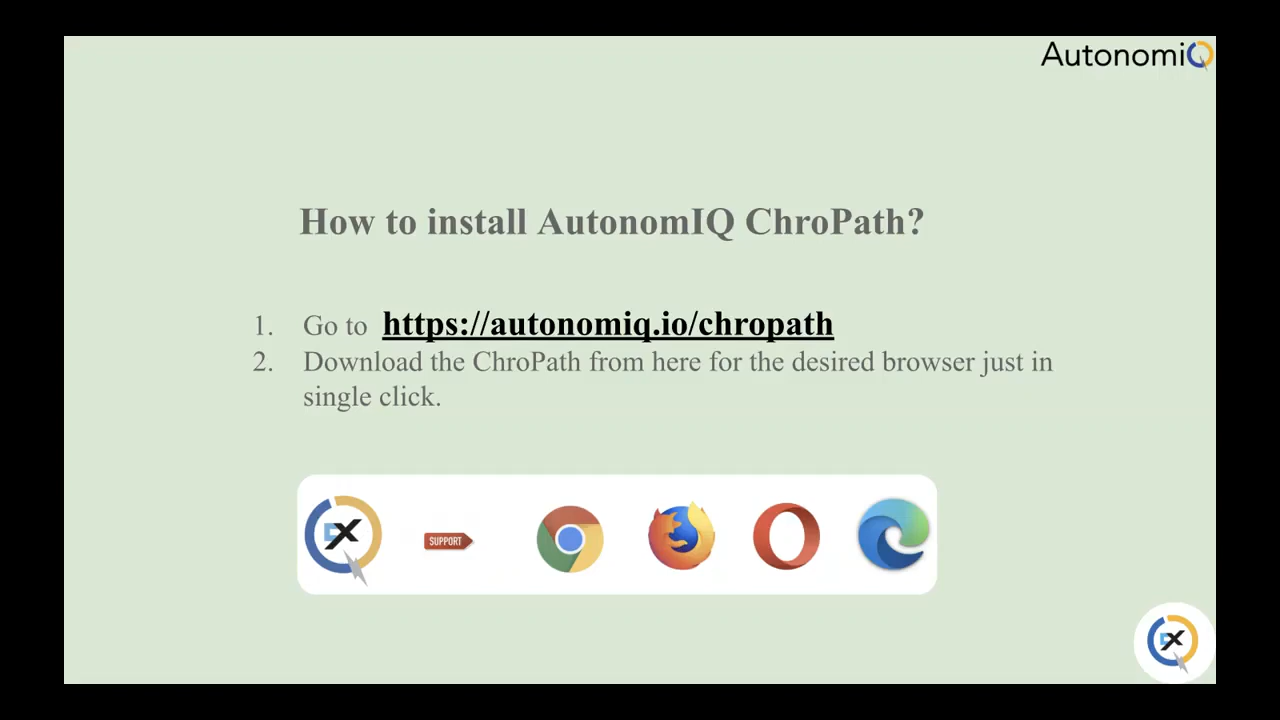 AutonomiQ
How to install AutonomIQ ChroPath?
1. Go to https://autonomiq.io/chropath
2. Download the ChroPath from here for the desired browser just in
single click.
SUPPORT